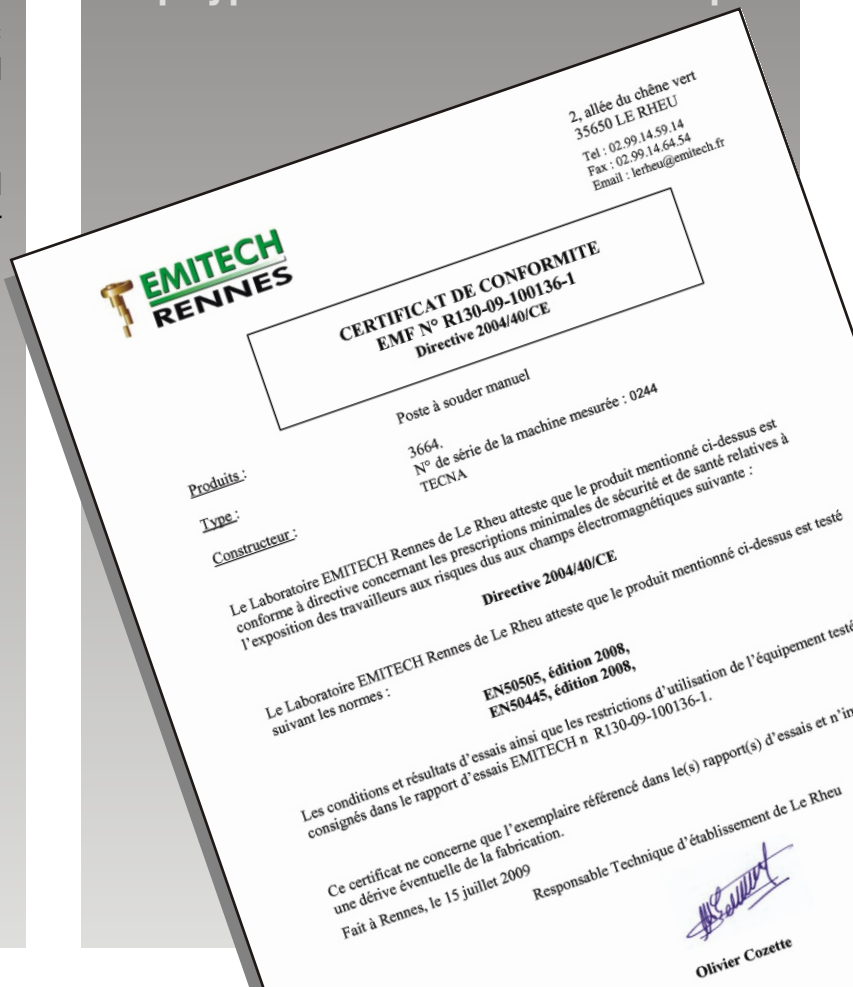 2, allée du chêne vert
35650 LE RHEU
Tel : 02.99.14.59.14
Fax : 02.99.14.64.54
Email : lerheu@emitech.fr
EMITECH
RENNES
CERTIFICAT DE CONFORMITE
EMF N° R130-09-100136-1
Directive 2004/40/CE
Produits :
Poste à souder manuel
Type :
3664.
N° de série de la machine mesurée : 0244
Constructeur :
TECNA
Le Laboratoire EMITECH Rennes de Le Rheu atteste que le produit mentionné ci-dessus est
conforme à directive concernant les prescriptions minimales de sécurité et de santé relatives à
l'exposition des travailleurs aux risques dus aux champs électromagnétiques suivante :
Directive 2004/40/CE
Le Laboratoire EMITECH Rennes de Le Rheu atteste que le produit mentionné ci-dessus est testé
suivant les normes :
EN50505, édition 2008,
EN50445, édition 2008,
Les conditions et résultats d'essais ainsi que les restrictions d'utilisation de l'équipement testé
consignés dans le rapport d'essais EMITECH n R130-09-100136-1.
Ce certificat ne concerne que l'exemplaire référencé dans le(s) rapport(s) d'essais et n'in
une dérive éventuelle de la fabrication.
Fait à Rennes, le 15 juillet 2009
Responsable Technique d'établissement de Le Rheu
Olivier Cozette